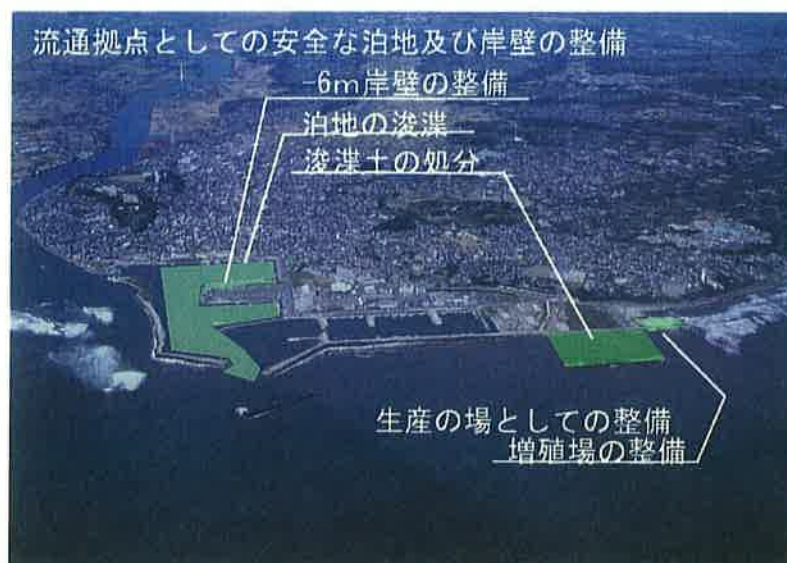 流通拠点としての安全な泊地及び岸壁の整備
-6m岸壁の整備
泊地の浚渫
浚渫土の処分
生産の場としての整備
増殖場の整備